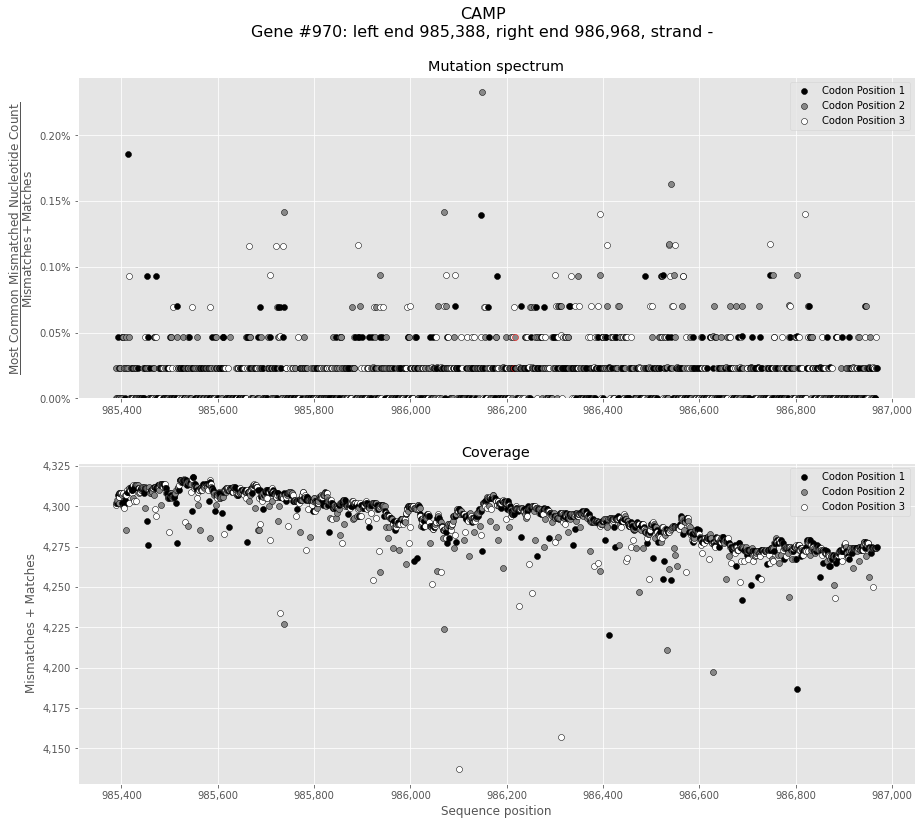 CAMP
Gene #970: left end 985,388, right end 986,968, strand -
Mutation spectrum
Most Common Mismatched Nucleotide Count
Mismatches + Matches
0.20%
0.15%
0.10%
0.05%
0.00%
Codon Position 1
Codon Position 2
Codon Position 3
985,400 985,600 985,800 986,000 986,200 986,400 986,600 986,800 987,000
Coverage
Mismatches + Matches
4,325
4,300
4,275
4,250
4,225
4,200
4,175
4,150
Codon Position 1
Codon Position 2
Codon Position 3
985,400 985,600 985,800 986,000 986,200 986,400 986,600 986,800 987,000
Sequence position